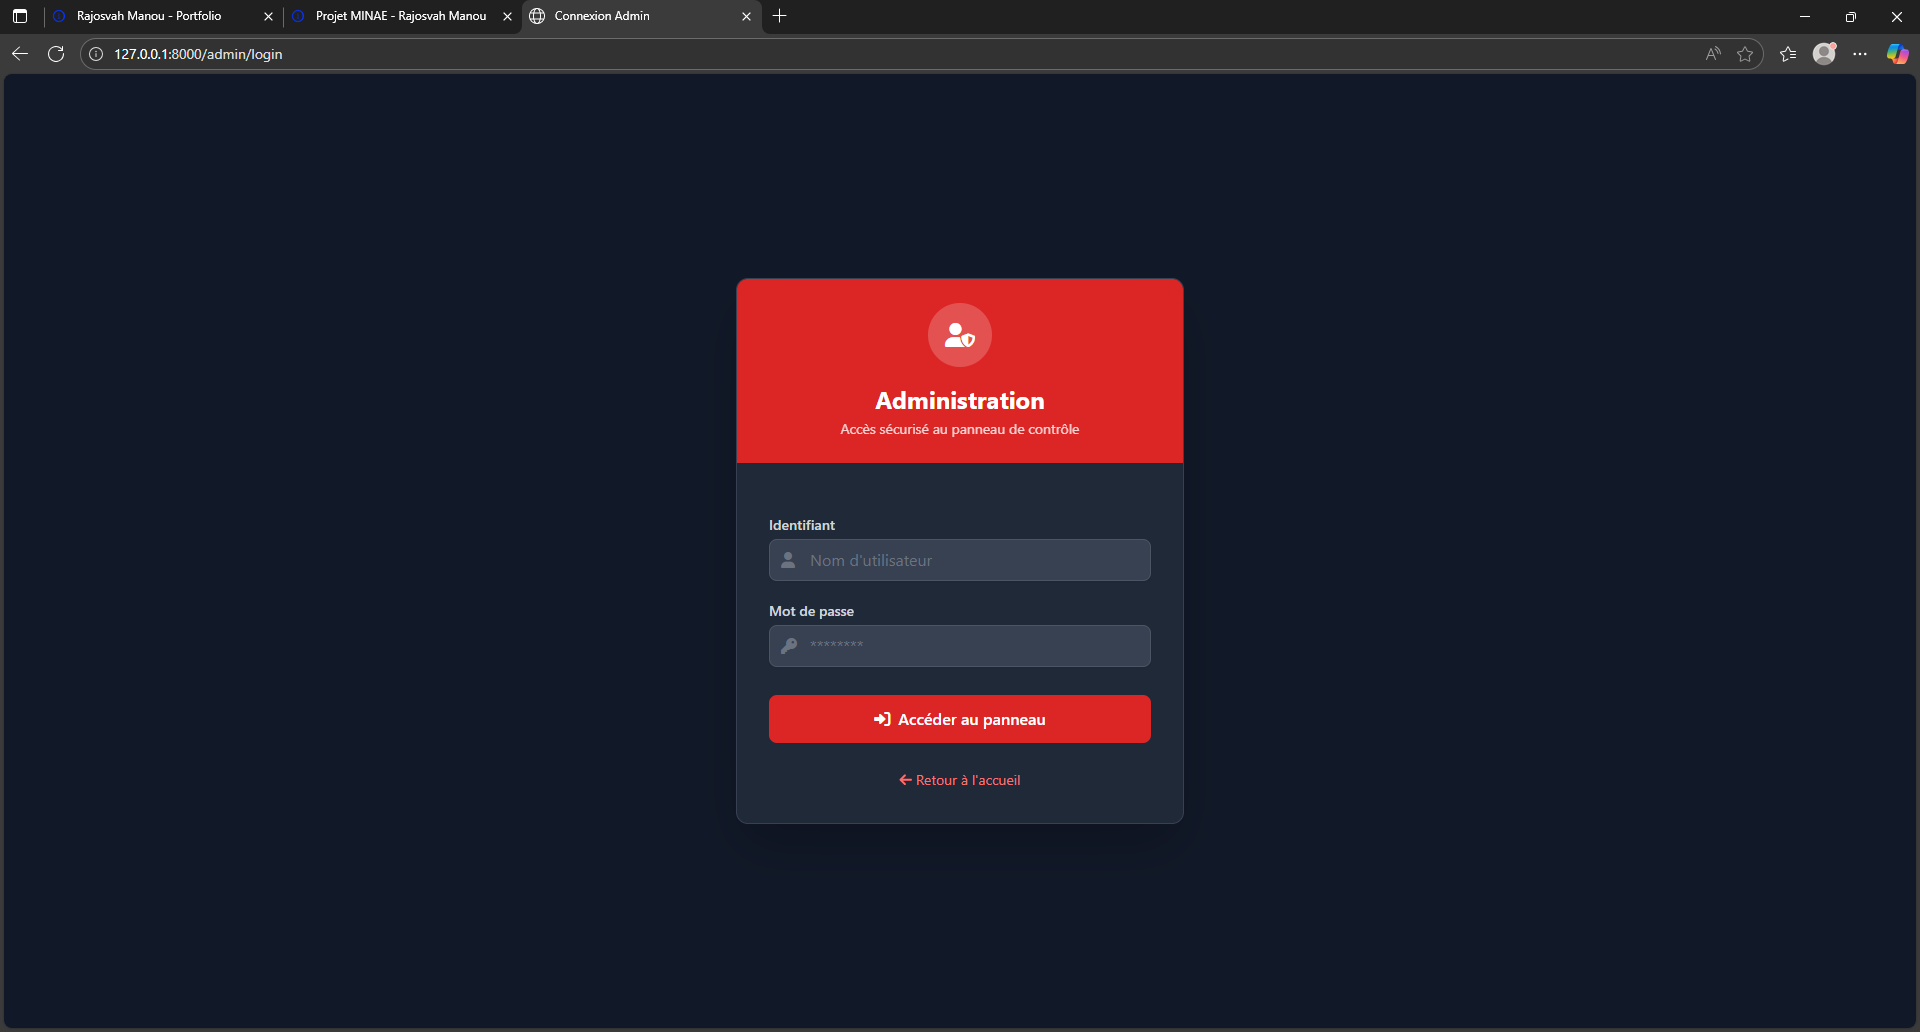 Rajosvah Manou - Portfolio
Projet MINAE - Rajosvah Manou
Connexion Admin
127.0.0.1:8000/admin/login
Administration
Accès sécurisé au panneau de contrôle
Identifiant
Nom d'utilisateur
Mot de passe
********
Accéder au panneau
Retour à l'accueil